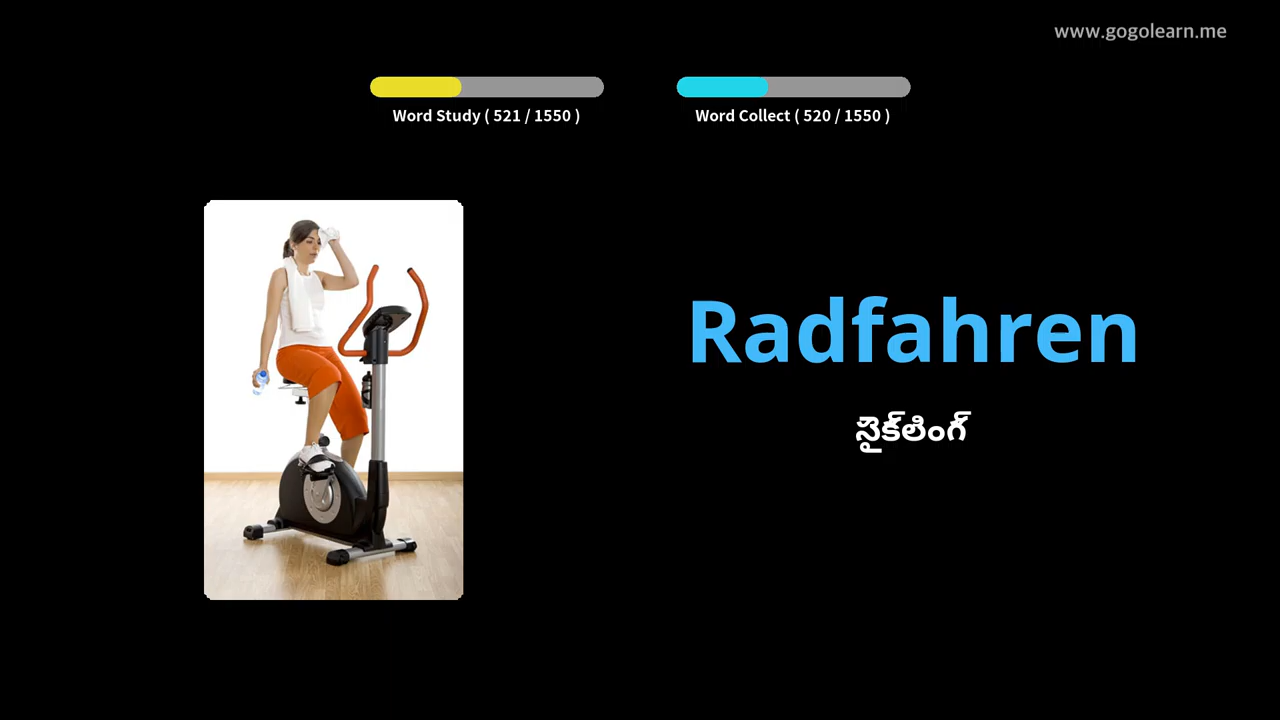 www.gogolearn.me
Word Study ( 521 / 1550 )
Word Collect ( 520 / 1550 )
Radfahren
సైక్‌లింగ్